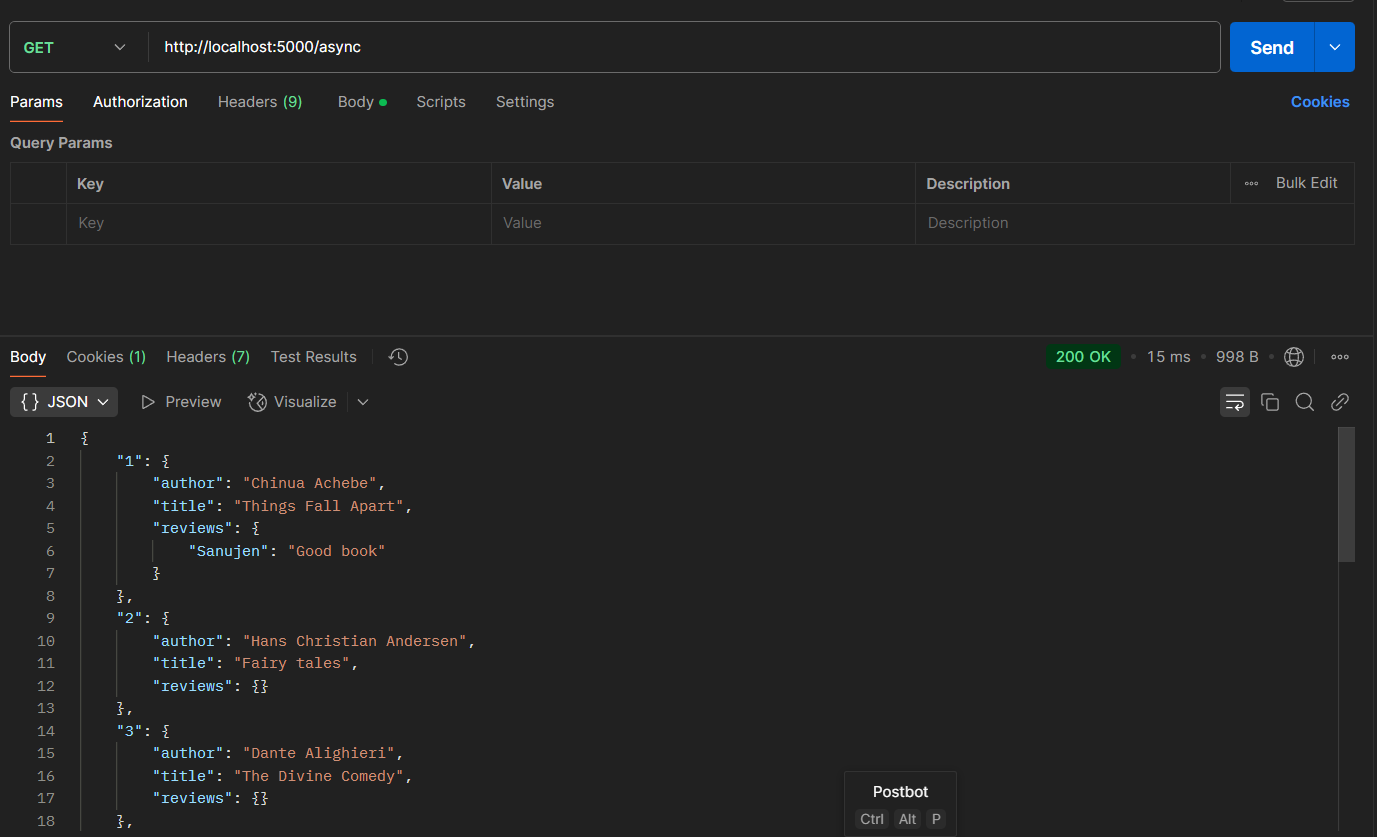 GET http://localhost:5000/async Send
Params Authorization Headers (9) Body Scripts Settings Cookies
Query Params
Key Value Description Bulk Edit
Key Value Description
Body Cookies (1) Headers (7) Test Results 200 OK • 15 ms • 998 B •
{} JSON Preview Visualize
1 {
2 "1": {
3 "author": "Chinua Achebe",
4 "title": "Things Fall Apart",
5 "reviews": {
6 "Sanujen": "Good book"
7 }
8 },
9 "2": {
10 "author": "Hans Christian Andersen",
11 "title": "Fairy tales",
12 "reviews": {}
13 },
14 "3": {
15 "author": "Dante Alighieri",
16 "title": "The Divine Comedy",
17 "reviews": {}
18 },
Postbot
Ctrl Alt P